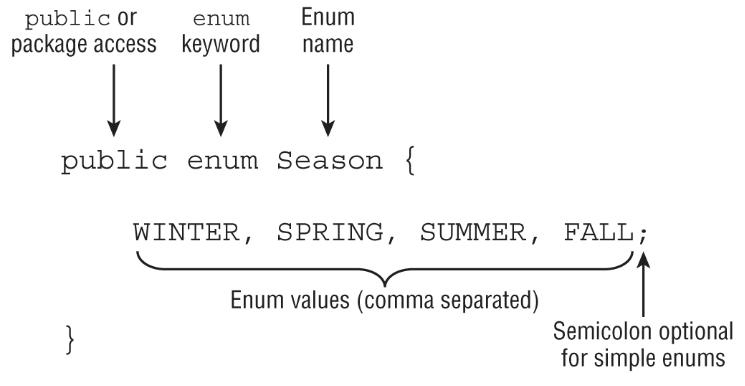 public or
package access
enum
keyword
Enum
name
public enum Season {
WINTER, SPRING, SUMMER, FALL;
Enum values (comma separated)
Semicolon optional
for simple enums
}